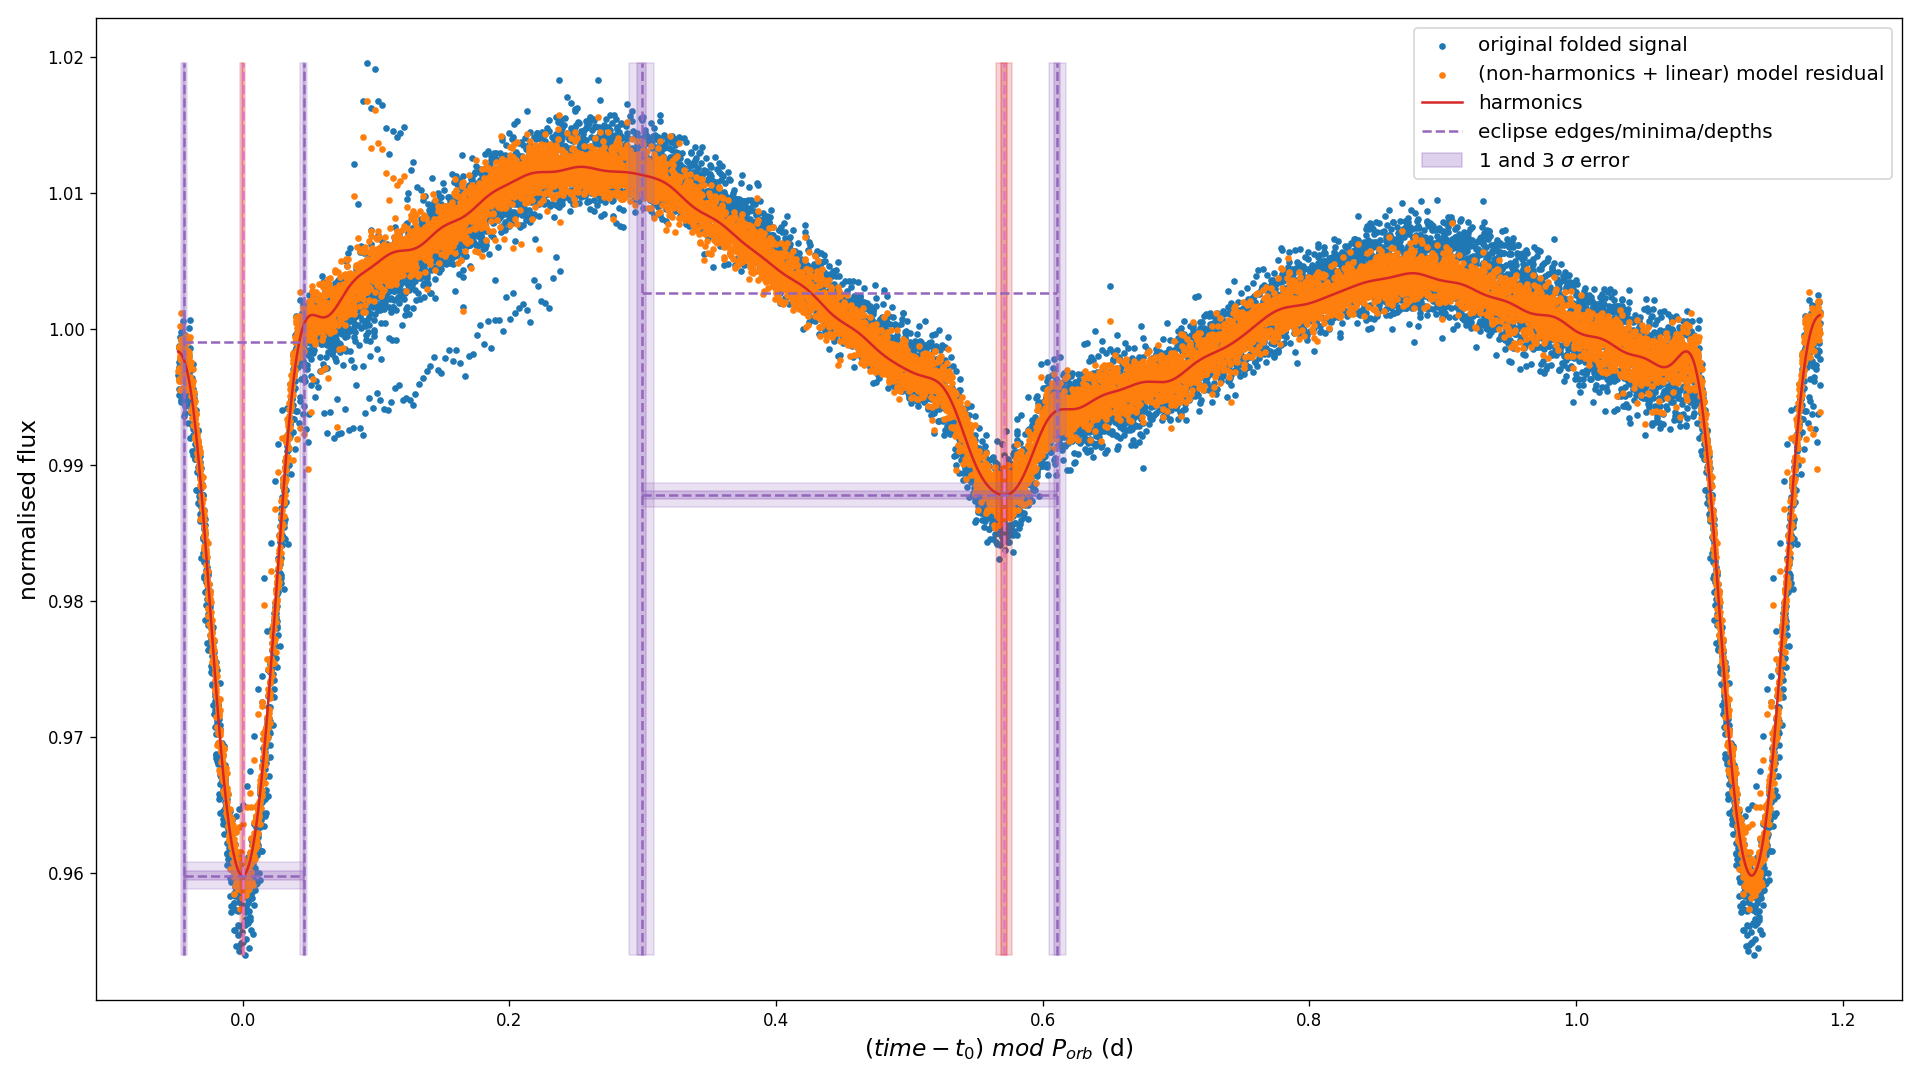 original folded signal
(non-harmonics + linear) model residual
harmonics
eclipse edges/minima/depths
1 and 3 σ error
normalised flux
1.02
1.01
1.00
0.99
0.98
0.97
0.96
0.0 0.2 0.4 0.6 0.8 1.0 1.2
(time − t₀) mod Pₒᵣb (d)